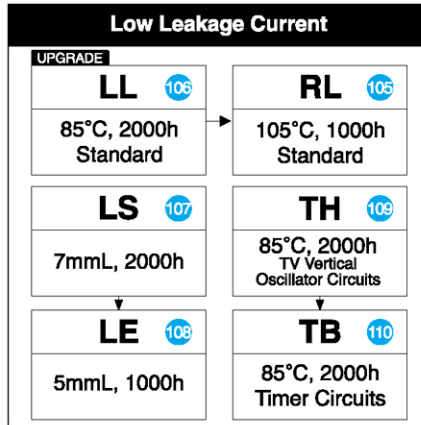 Low Leakage Current
UPGRADE
LL 106
85°C, 2000h
Standard
RL 105
105°C, 1000h
Standard
LS 107
7mmL, 2000h
TH 109
85°C, 2000h
TV Vertical
Oscillator Circuits
LE 108
5mmL, 1000h
TB 110
85°C, 2000h
Timer Circuits